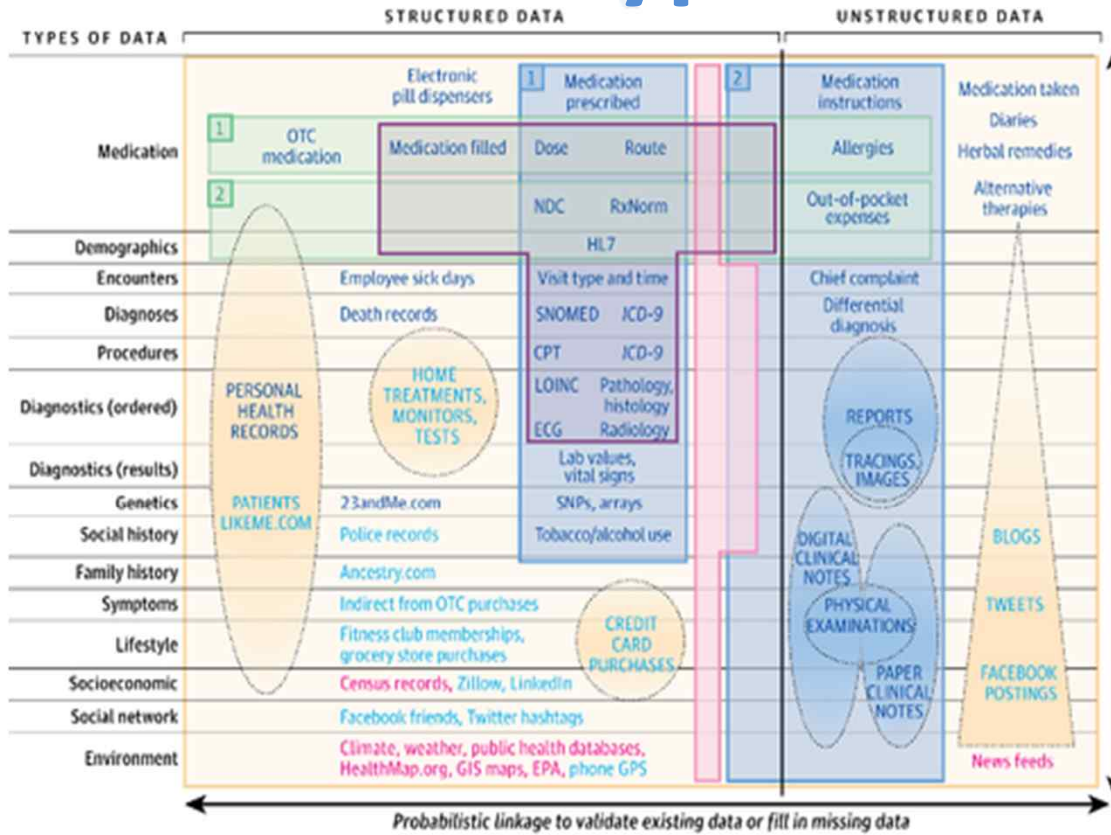 STRUCTURED DATA
UNSTRUCTURED DATA
TYPES OF DATA
Electronic
pill dispensers
1
Medication
prescribed
2
Medication
instructions
Medication taken
Diaries
Herbal remedies
Alternative
therapies
Medication
1
OTC
medication
Medication filled
Dose
Route
Allergies
2
NDC
RxNorm
Out-of-pocket
expenses
Demographics
HL7
Encounters
Employee sick days
Visit type and time
Chief complaint
Diagnoses
Death records
SNOMED
ICD-9
Differential
diagnosis
Procedures
CPT
ICD-9
Diagnostics (ordered)
PERSONAL
HEALTH
RECORDS
HOME
TREATMENTS,
MONITORS,
TESTS
LOINC
Pathology,
histology
ECG
Radiology
REPORTS
Diagnostics (results)
Lab values,
vital signs
TRACINGS,
IMAGES
Genetics
PATIENTS
LIKEME.COM
23andMe.com
SNPs, arrays
Social history
Police records
Tobacco/alcohol use
DIGITAL
CLINICAL
NOTES
BLOGS
Family history
Ancestry.com
Symptoms
Indirect from OTC purchases
PHYSICAL
EXAMINATIONS
TWEETS
Lifestyle
Fitness club memberships,
grocery store purchases
CREDIT
CARD
PURCHASES
Socioeconomic
Census records, Zillow, LinkedIn
PAPER
CLINICAL
NOTES
FACEBOOK
POSTINGS
Social network
Facebook friends, Twitter hashtags
Environment
Climate, weather, public health databases,
HealthMap.org, GIS maps, EPA, phone GPS
News feeds
Probabilistic linkage to validate existing data or fill in missing data